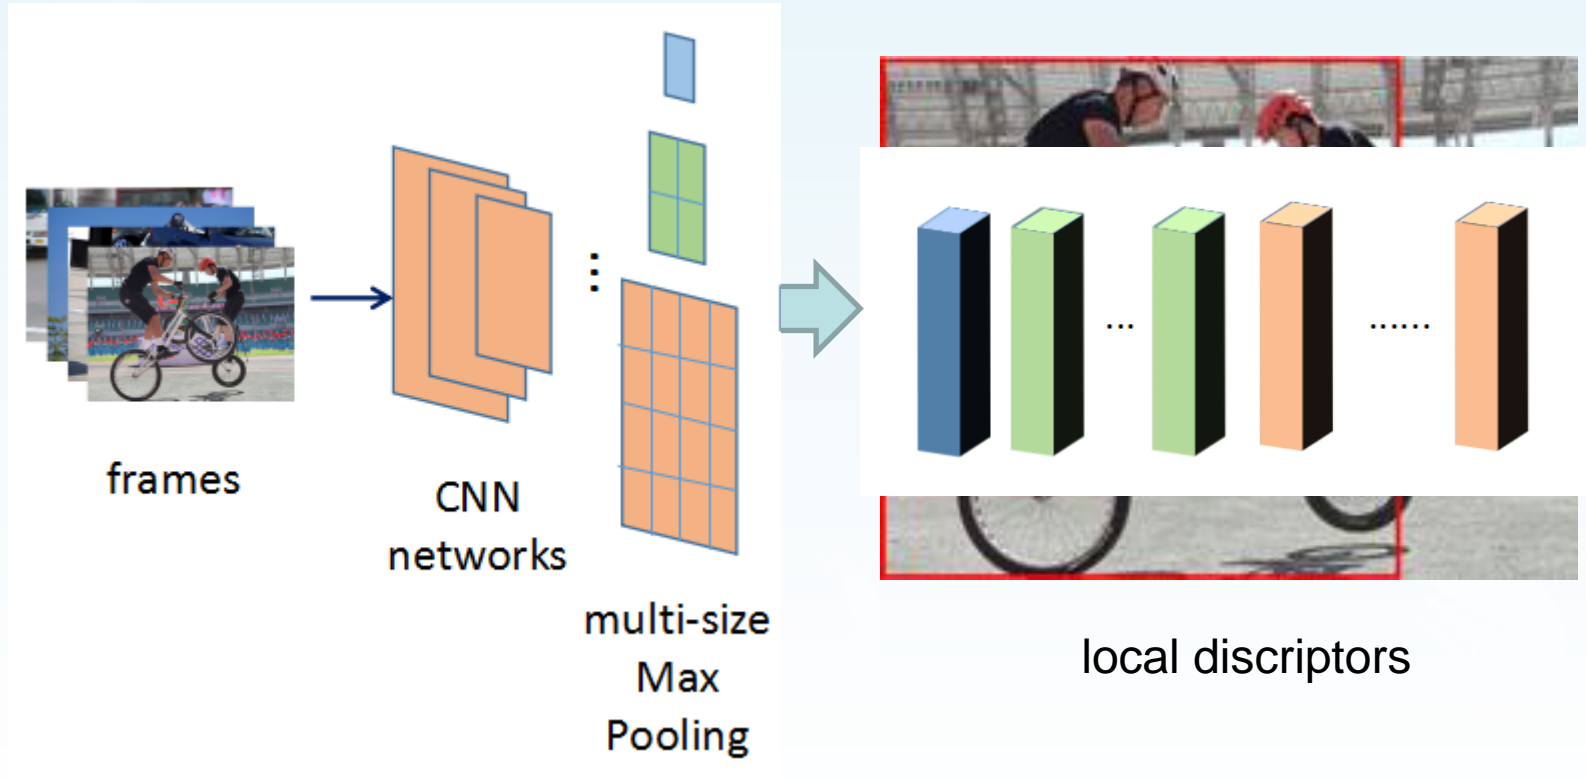 frames
CNN
networks
multi-size
Max
Pooling
...
...
......
local discriptors